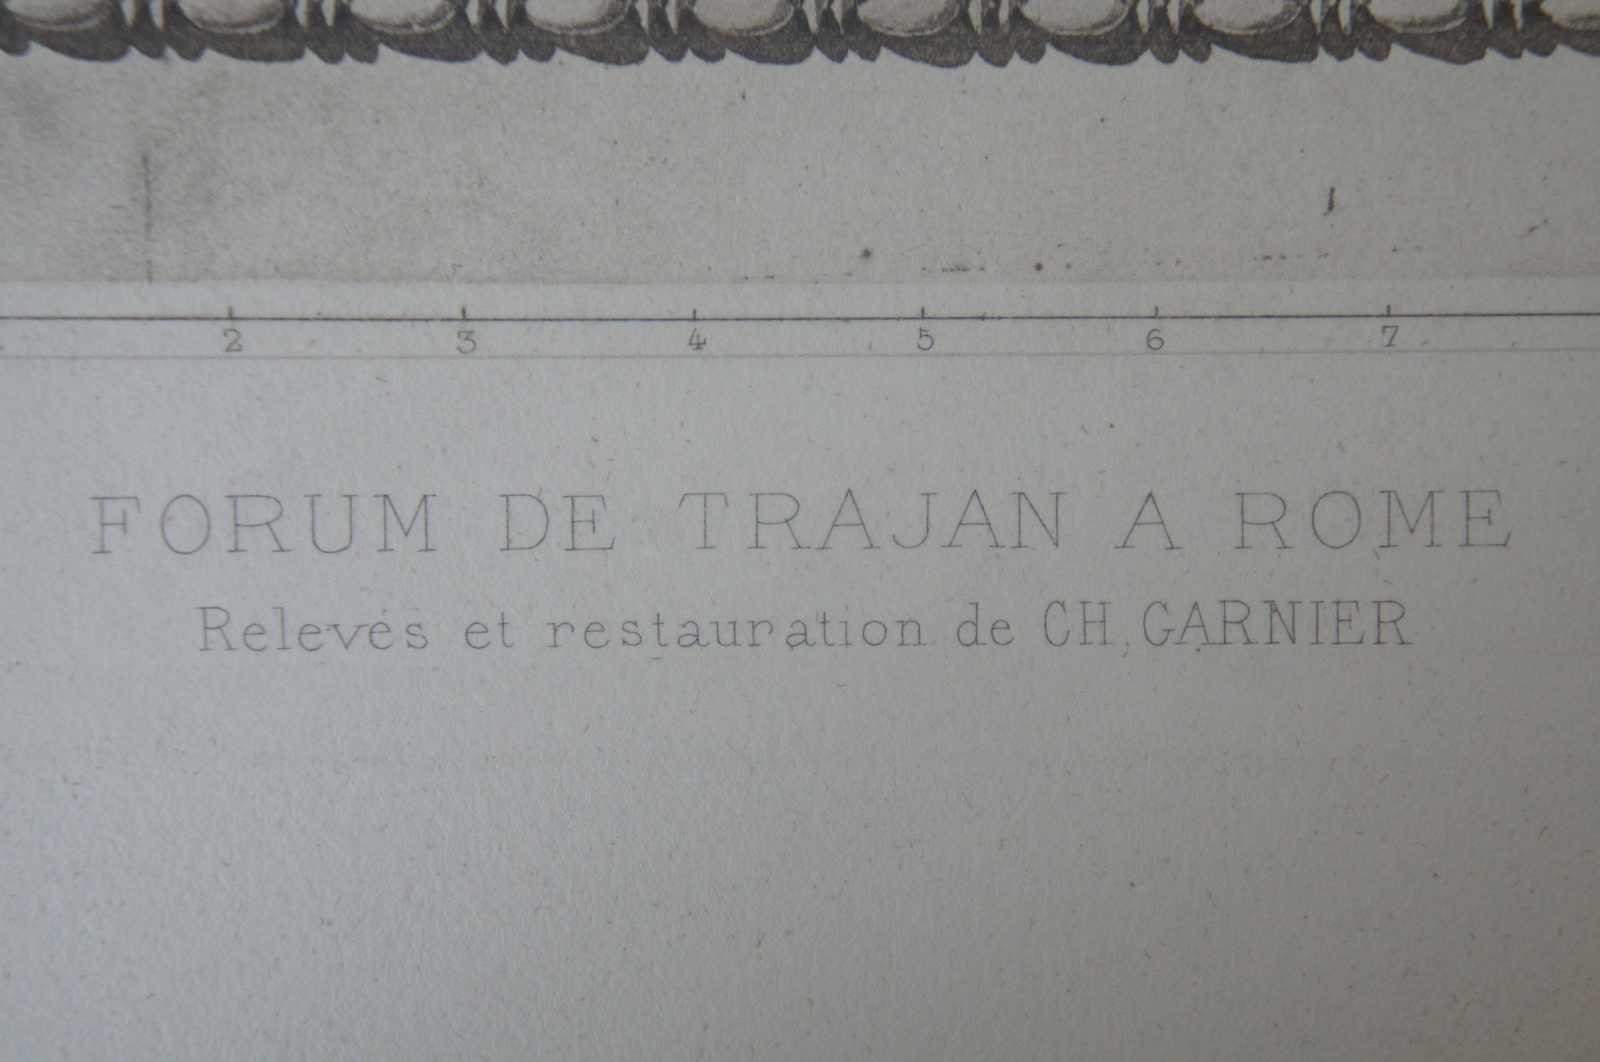 2 3 4 5 6 7
FORUM DE TRAJAN A ROME
Relevés et restauration de CH. GARNIER